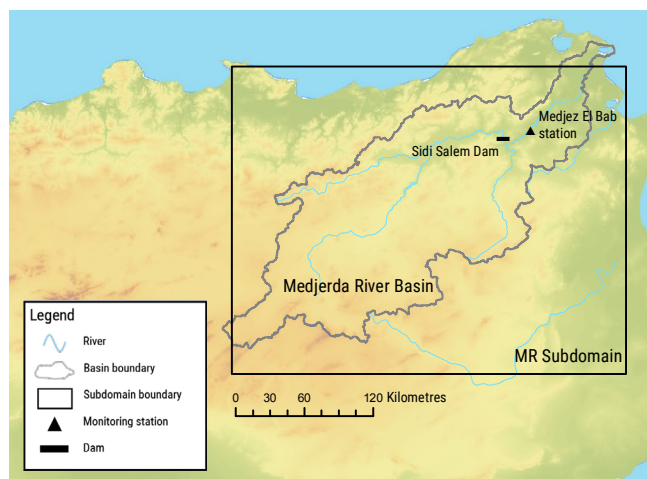 Medjez El Bab
station
Sidi Salem Dam
Medjerda River Basin
MR Subdomain
Legend
River
Basin boundary
Subdomain boundary
Monitoring station
Dam
0 30 60 120 Kilometres